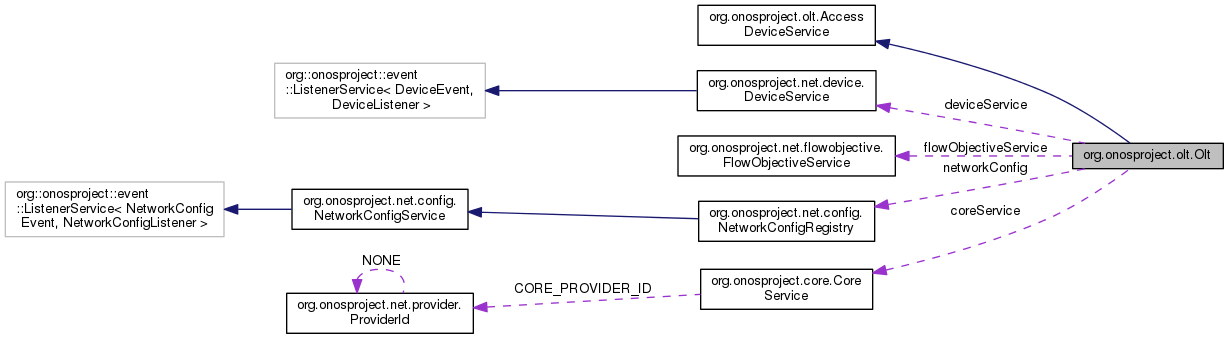 org.onosproject.olt.Access
DeviceService
org::onosproject::event
::ListenerService< DeviceEvent,
DeviceListener >
org.onosproject.net.device.
DeviceService
deviceService
org.onosproject.net.flowobjective.
FlowObjectiveService
flowObjectiveService
org.onosproject.olt.Olt
networkConfig
org::onosproject::event
::ListenerService< NetworkConfig
Event, NetworkConfigListener >
org.onosproject.net.config.
NetworkConfigService
org.onosproject.net.config.
NetworkConfigRegistry
coreService
NONE
org.onosproject.net.provider.
ProviderId
CORE_PROVIDER_ID
org.onosproject.core.Core
Service